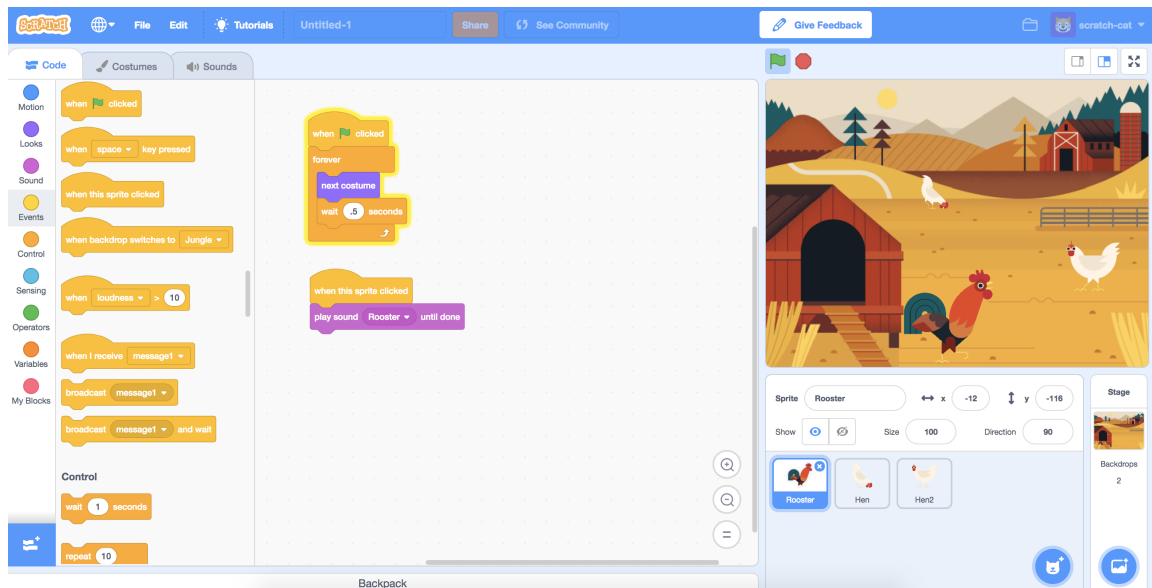 SCRATCH File Edit Tutorials Untitled-1 Share See Community Give Feedback scratch-cat
Code Costumes Sounds
Motion
Looks
Sound
Events
Control
Sensing
Operators
Variables
My Blocks
when clicked
when space key pressed
when this sprite clicked
when backdrop switches to Jungle
when loudness > 10
when I receive message1
broadcast message1
broadcast message1 and wait
Control
wait 1 seconds
repeat 10
when clicked
forever
next costume
wait .5 seconds
when this sprite clicked
play sound Rooster until done
Backpack
Sprite Rooster x -12 y -116
Show Size 100 Direction 90
Rooster Hen Hen2
Stage
Backdrops
2